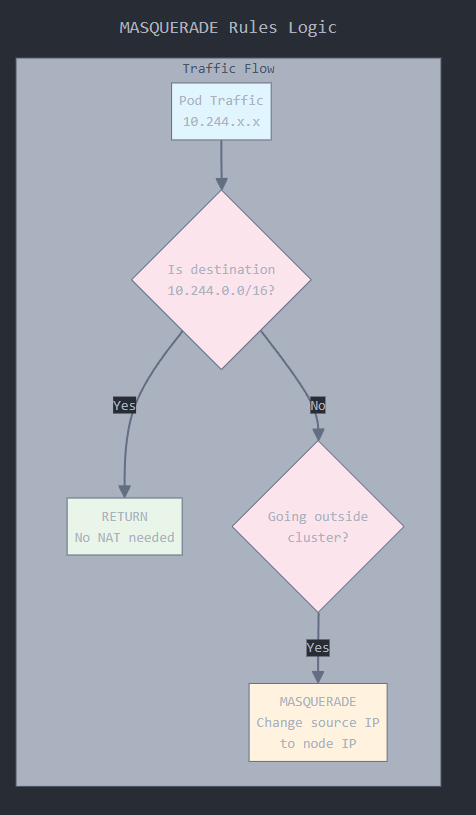 MASQUERADE Rules Logic
Traffic Flow
Pod Traffic
10.244.x.x
Is destination
10.244.0.0/16?
Yes
No
RETURN
No NAT needed
Going outside
cluster?
Yes
MASQUERADE
Change source IP
to node IP